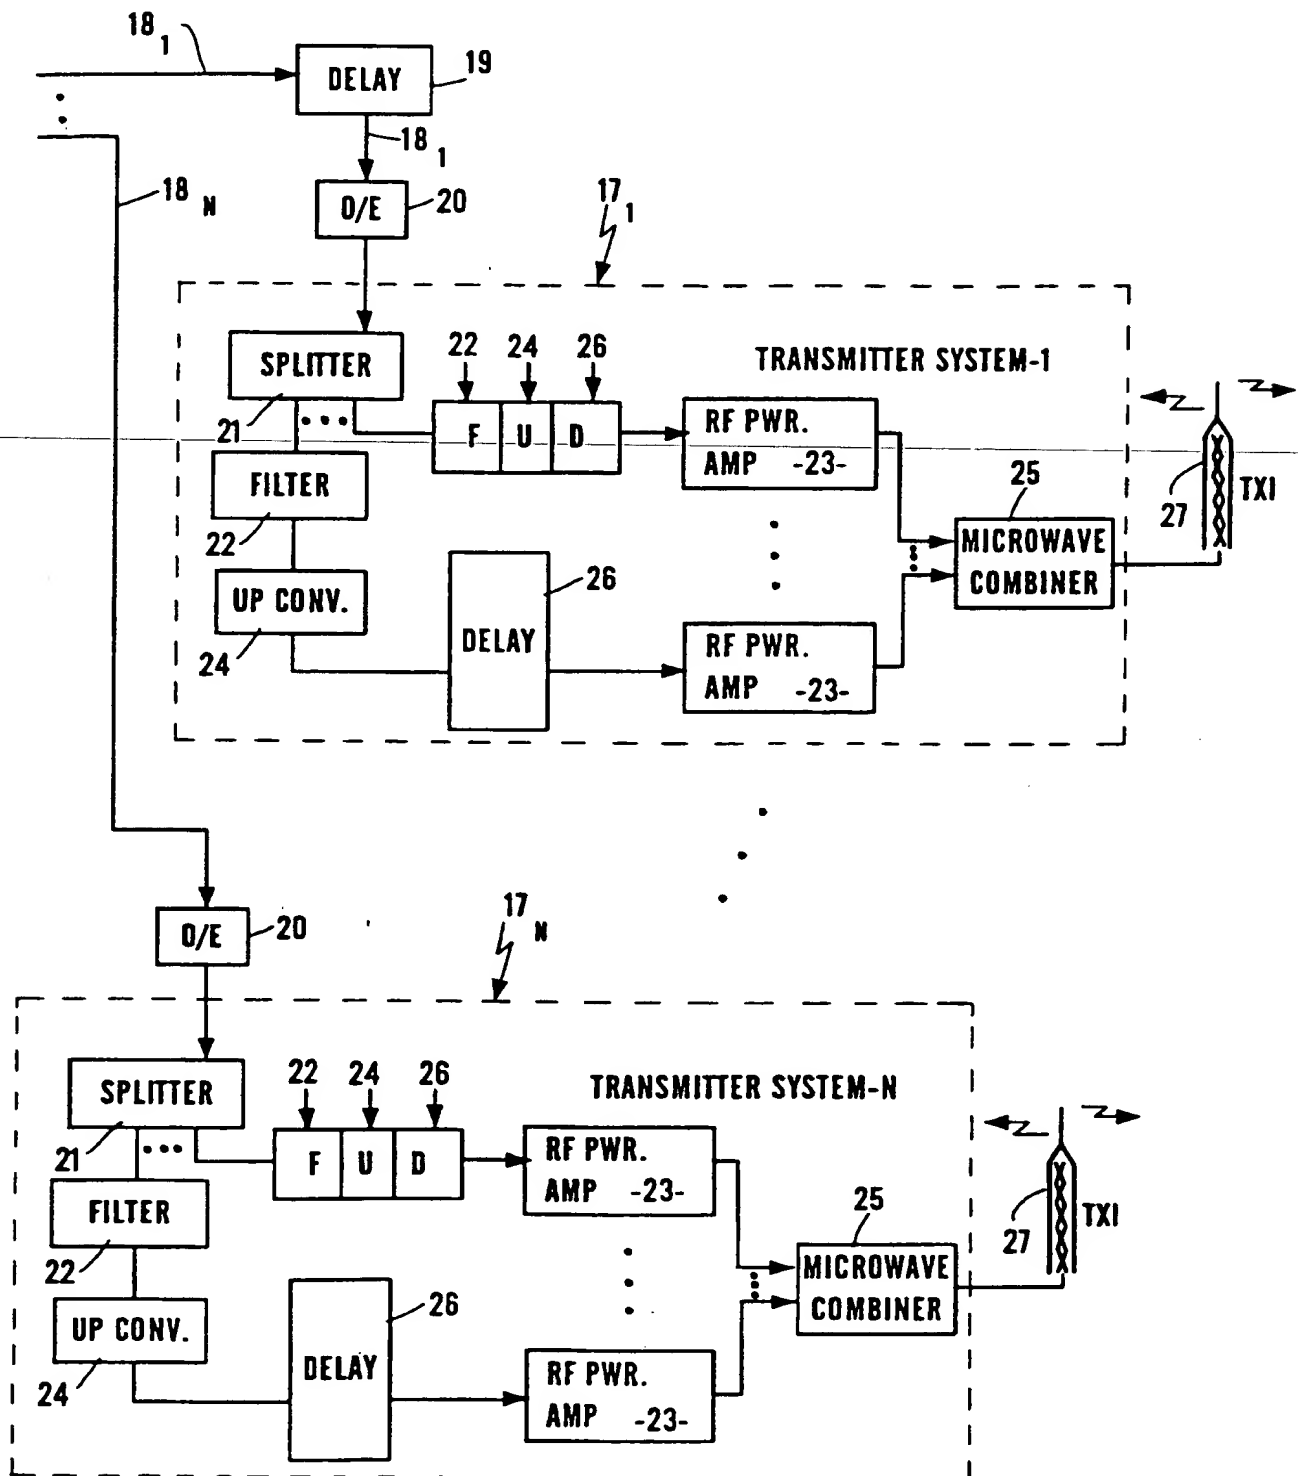 18 1
DELAY
19
18 1
O/E
20
18 N
17 1
SPLITTER
21
22 24 26
F U D
TRANSMITTER SYSTEM-1
RF PWR.
AMP -23-
FILTER
22
25
MICROWAVE
COMBINER
27
TX1
UP CONV.
24
26
DELAY
RF PWR.
AMP -23-
O/E
20
17 N
SPLITTER
21
22 24 26
F U D
TRANSMITTER SYSTEM-N
RF PWR.
AMP -23-
FILTER
22
25
MICROWAVE
COMBINER
27
TX1
UP CONV.
24
26
DELAY
RF PWR.
AMP -23-